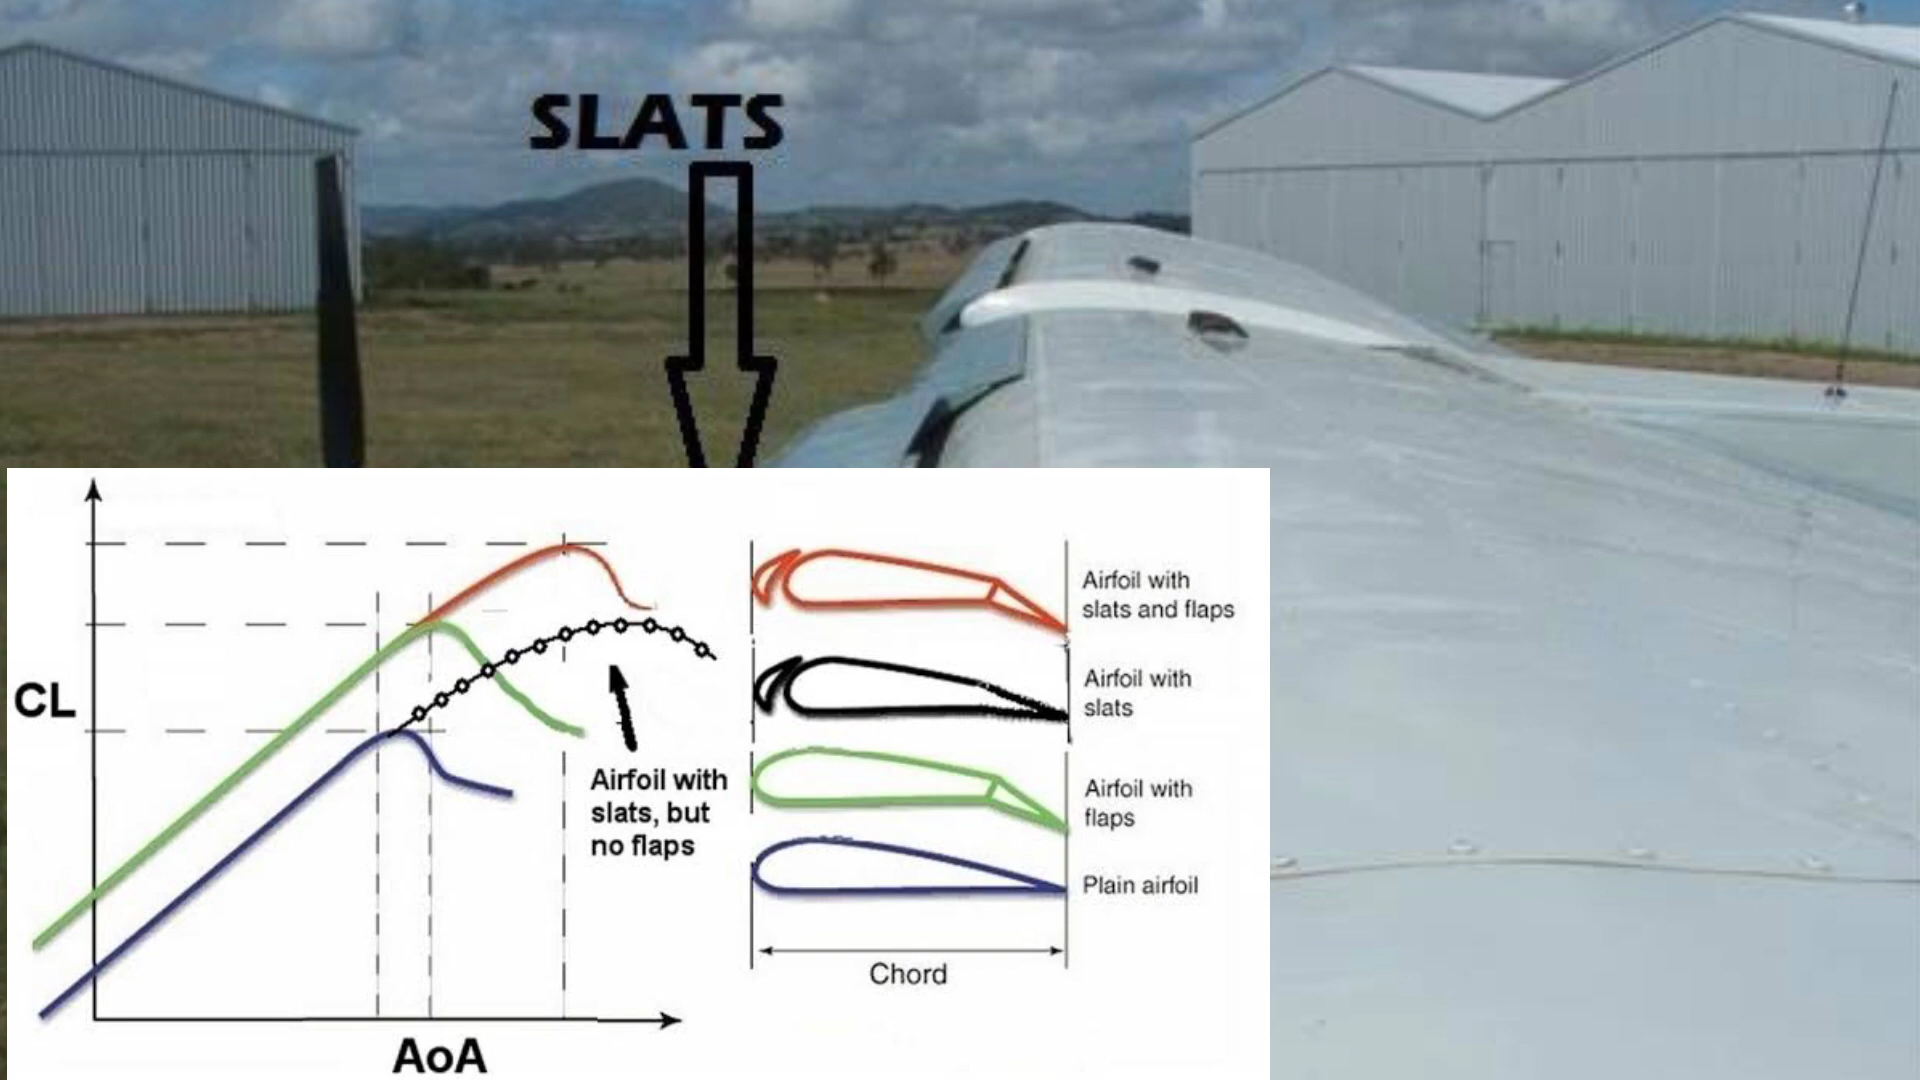 SLATS
CL
AoA
Airfoil with
slats, but
no flaps
Airfoil with
slats and flaps
Airfoil with
slats
Airfoil with
flaps
Plain airfoil
Chord